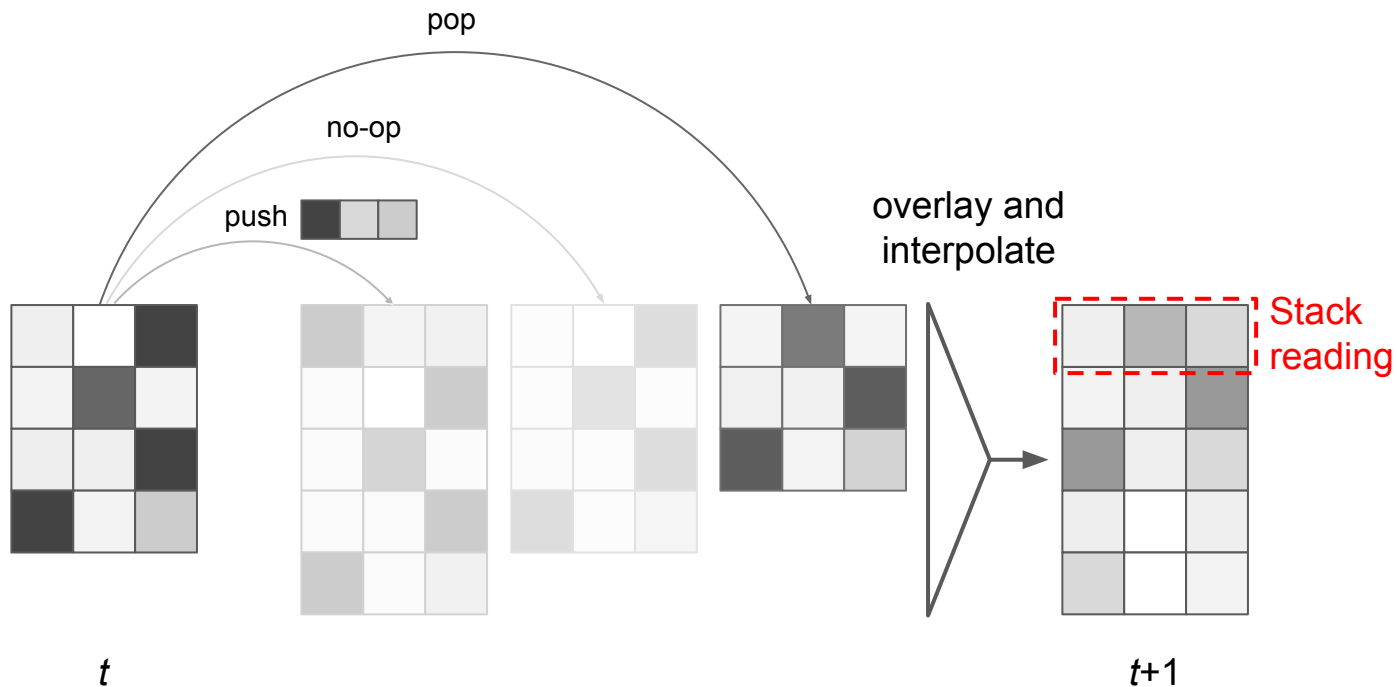 pop
no-op
push
overlay and
interpolate
Stack
reading
t
t+1